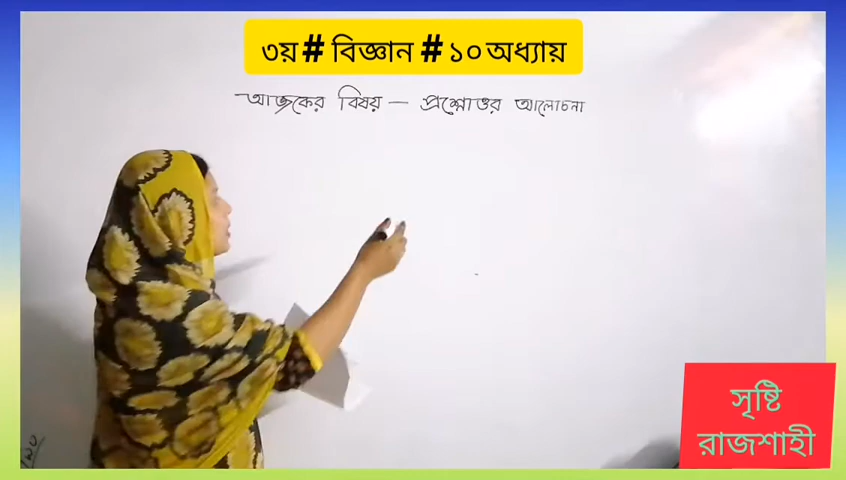 ৩য় # বিজ্ঞান # ১০ অধ্যায়
আজকের বিষয় — প্রশ্নোত্তর আলোচনা
সৃষ্টি
রাজশাহী